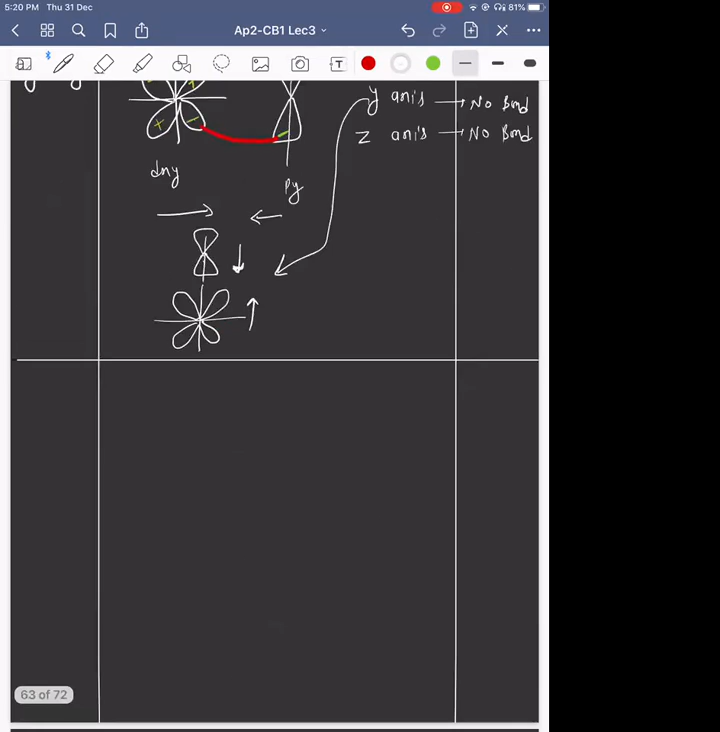 5:20 PM Thu 31 Dec
81%
Ap2-CB1 Lec3
T
y axis → No Bond
z axis → No Bond
+
+ −
−
dxy
Py
63 of 72